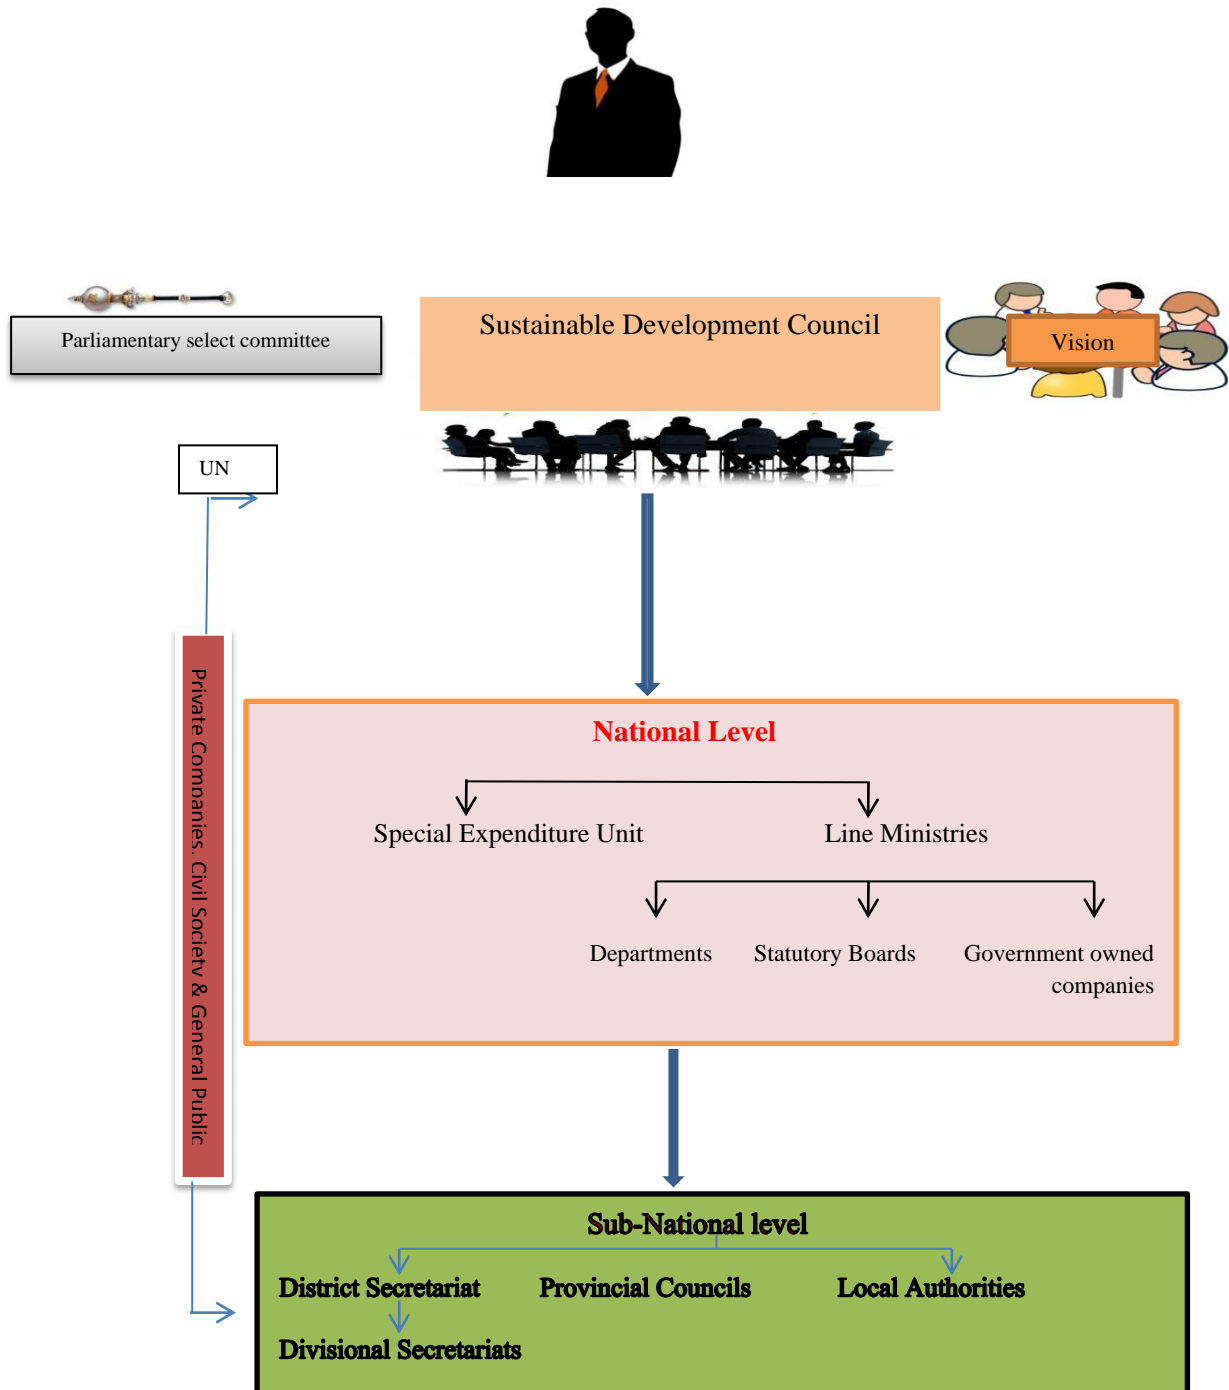 Parliamentary select committee
Sustainable Development Council
Vision
UN
Private Companies, Civil Society & General Public
National Level
Special Expenditure Unit
Line Ministries
Departments
Statutory Boards
Government owned
companies
Sub-National level
District Secretariat
Provincial Councils
Local Authorities
Divisional Secretariats